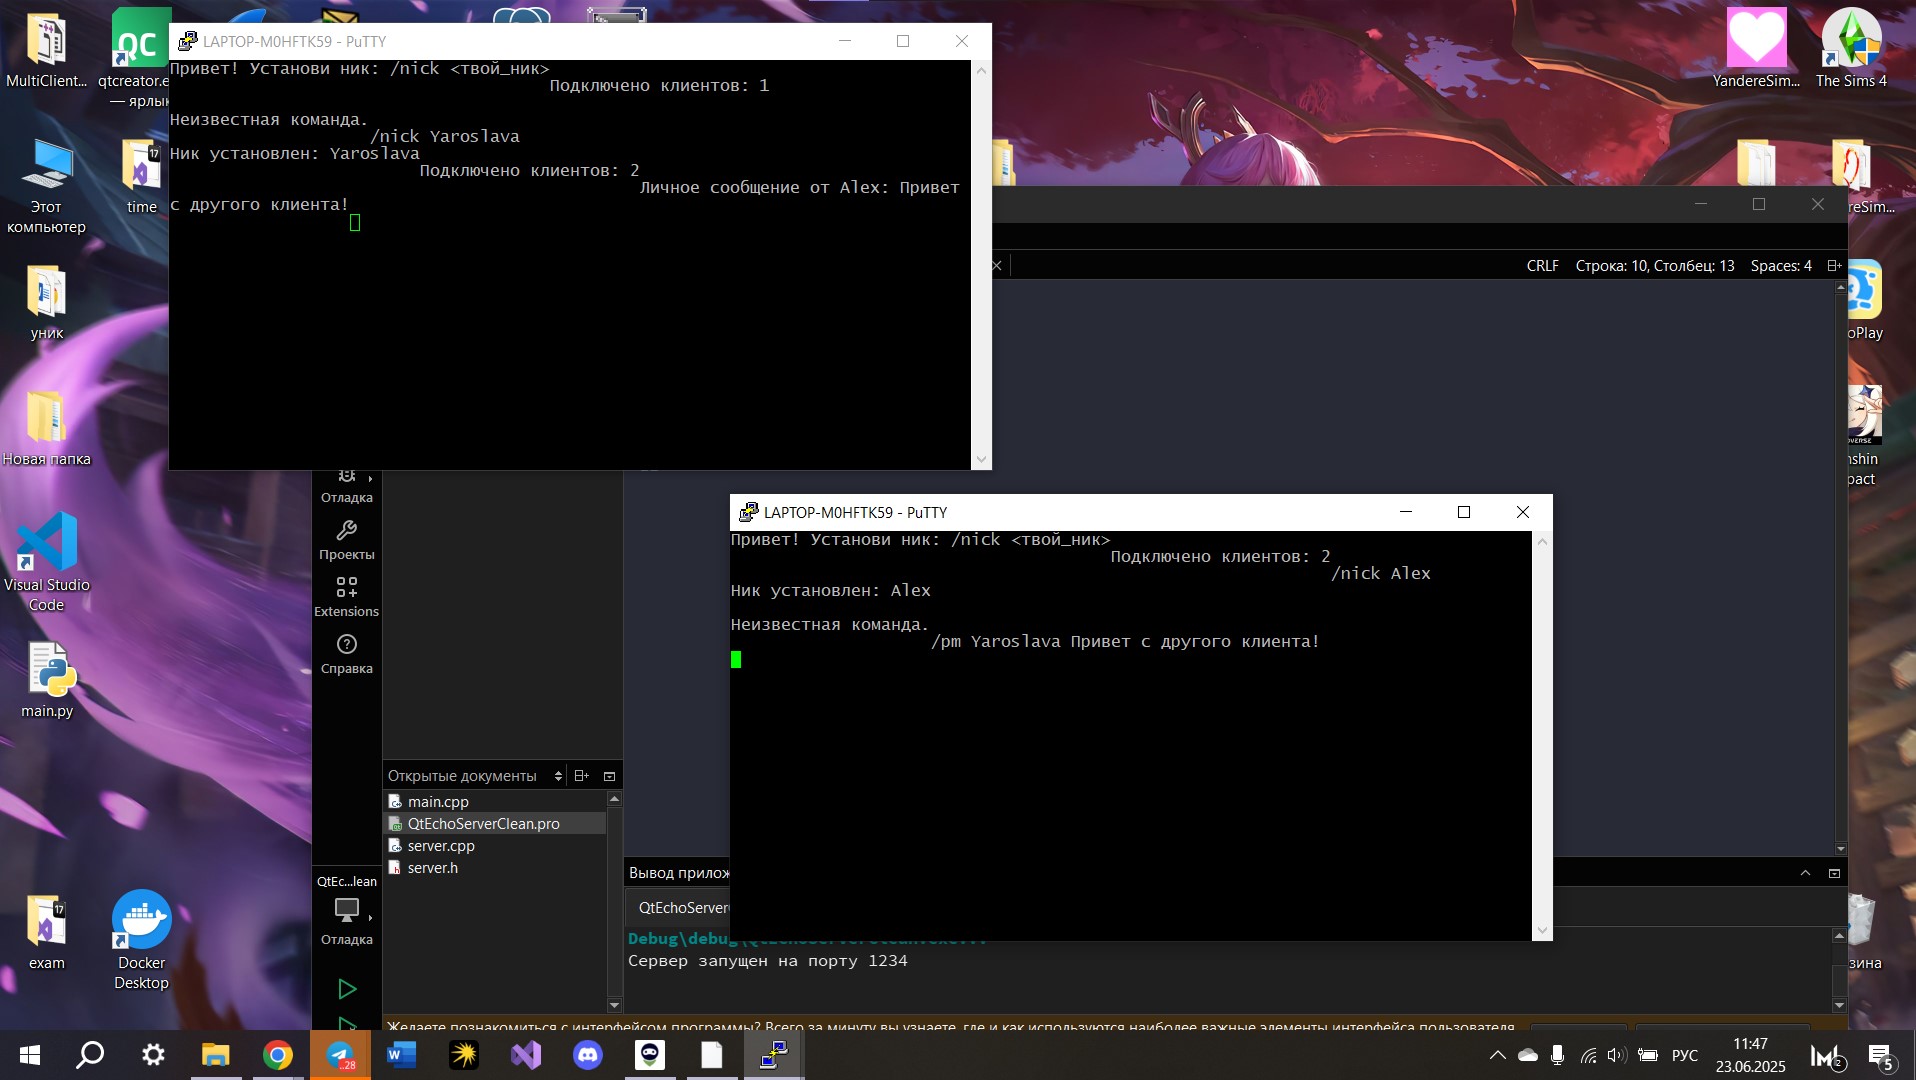 MultiClient...
qtcreator.e
— ярлык
YandereSim...
The Sims 4
LAPTOP-M0HFTK59 - PuTTY
Привет! Установи ник: /nick <твой_ник>
Подключено клиентов: 1
Неизвестная команда.
/nick Yaroslava
Ник установлен: Yaroslava
Подключено клиентов: 2
Личное сообщение от Alex: Привет
с другого клиента!
Этот
компьютер
17
time
reSim...
CRLF Строка: 10, Столбец: 13 Spaces: 4
уник
oPlay
Новая папка
nshin
pact
Отладка
Проекты
Extensions
Справка
Visual Studio
Code
main.py
LAPTOP-M0HFTK59 - PuTTY
Привет! Установи ник: /nick <твой_ник>
Подключено клиентов: 2
/nick Alex
Ник установлен: Alex
Неизвестная команда.
/pm Yaroslava Привет с другого клиента!
Открытые документы
main.cpp
QtEchoServerClean.pro
server.cpp
server.h
QtEc...lean
Отладка
Вывод прилож
QtEchoServer
Сервер запущен на порту 1234
17
exam
Docker
Desktop
зина
Желаете познакомиться с интерфейсом программы? Всего за минуту вы узнаете, где и как используются наиболее важные элементы интерфейса пользователя
..28
РУС
11:47
23.06.2025
2
5